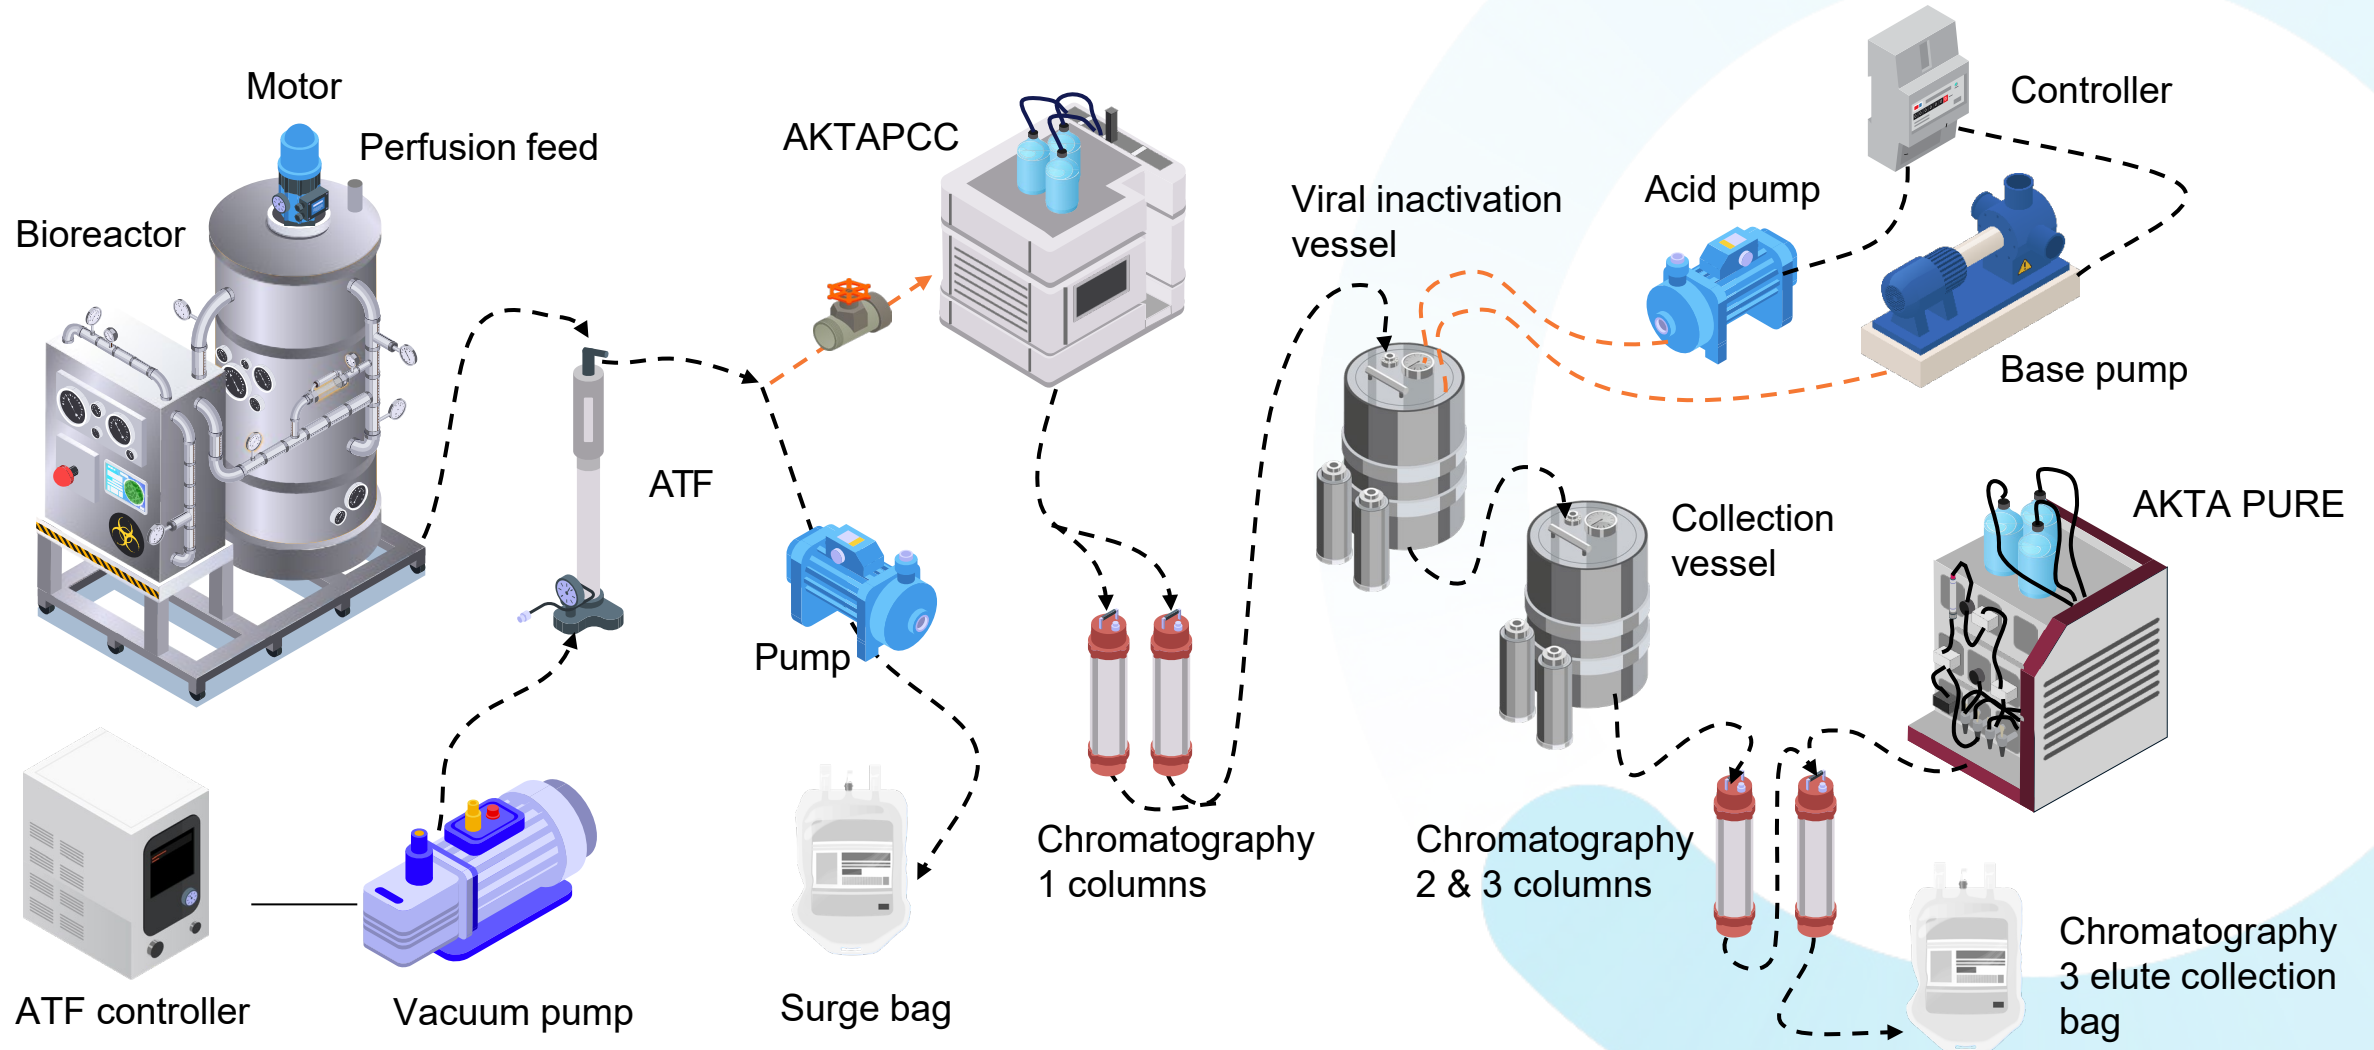 Motor
Perfusion feed
Bioreactor
AKTAPCC
Controller
Acid pump
Viral inactivation
vessel
Base pump
ATF
Collection
vessel
AKTA PURE
Pump
Chromatography
1 columns
Chromatography
2 & 3 columns
Chromatography
3 elute collection
bag
ATF controller
Vacuum pump
Surge bag